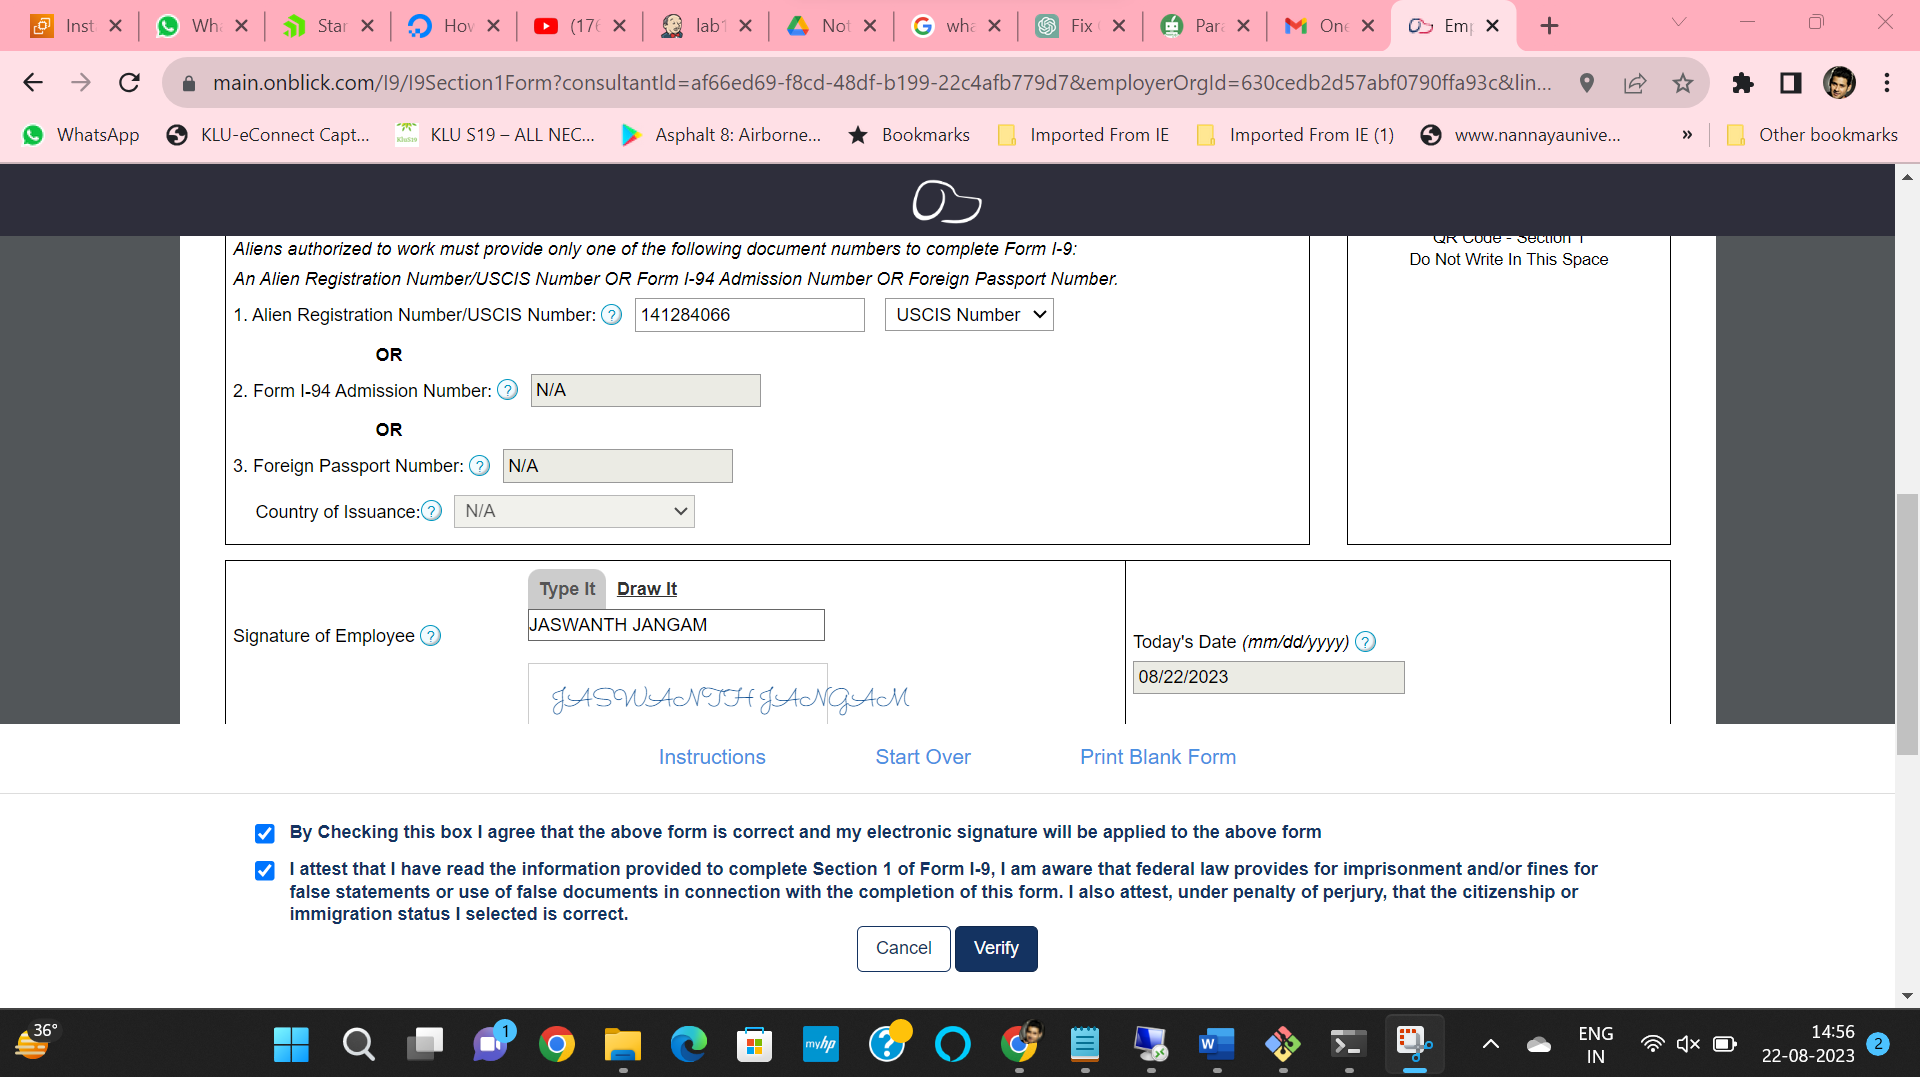 Inst
Wh
Star
How
(176
lab1
Not
wha
Fix
Para
One
Emp
main.onblick.com/I9/I9Section1Form?consultantId=af66ed69-f8cd-48df-b199-22c4afb779d7&employerOrgId=630cedb2d57abf0790ffa93c&lin...
WhatsApp
KLU-eConnect Capt...
KLU S19 – ALL NEC...
Asphalt 8: Airborne...
Bookmarks
Imported From IE
Imported From IE (1)
www.nannayaunive...
»
Other bookmarks
Aliens authorized to work must provide only one of the following document numbers to complete Form I-9:
An Alien Registration Number/USCIS Number OR Form I-94 Admission Number OR Foreign Passport Number.
QR Code - Section 1
Do Not Write In This Space
1. Alien Registration Number/USCIS Number: ? 141284066 USCIS Number
OR
2. Form I-94 Admission Number: ? N/A
OR
3. Foreign Passport Number: ? N/A
Country of Issuance: ? N/A
Type It Draw It
JASWANTH JANGAM
Signature of Employee ?
JASWANTH JANGAM
Today's Date (mm/dd/yyyy) ?
08/22/2023
Instructions Start Over Print Blank Form
By Checking this box I agree that the above form is correct and my electronic signature will be applied to the above form
I attest that I have read the information provided to complete Section 1 of Form I-9, I am aware that federal law provides for imprisonment and/or fines for
false statements or use of false documents in connection with the completion of this form. I also attest, under penalty of perjury, that the citizenship or
immigration status I selected is correct.
Cancel Verify
36°
1
myhp
?
W
ENG
IN
14:56
22-08-2023
2